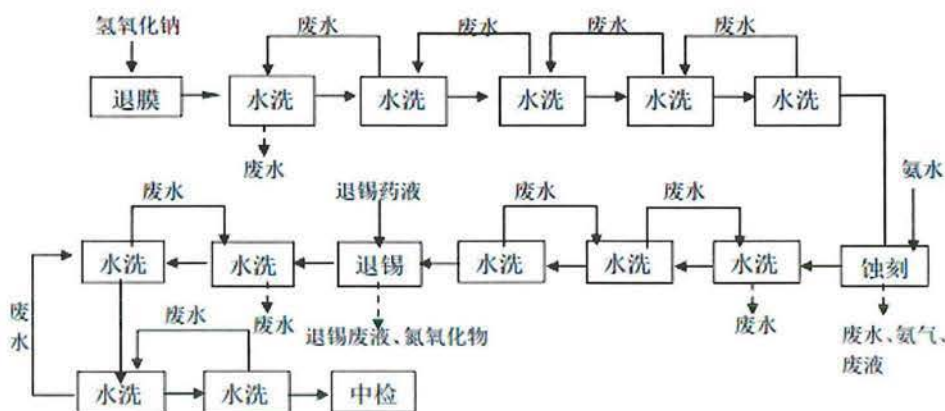 氢氧化钠
废水
废水
废水
废水
退膜
水洗
水洗
水洗
水洗
水洗
废水
氨水
废水
退锡药液
废水
废水
水洗
水洗
退锡
水洗
水洗
水洗
蚀刻
废水
废水
退锡废液、氮氧化物
废水
废水、氨气、
废液
废水
水洗
水洗
中检